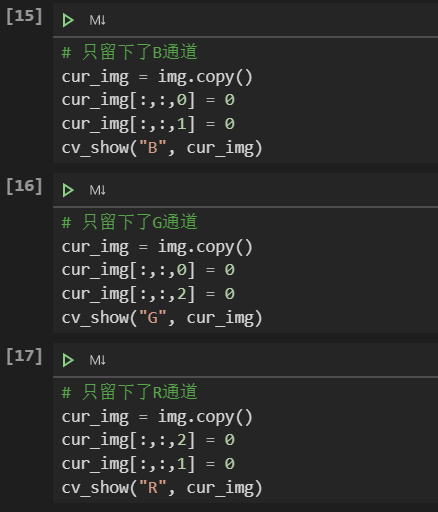 [15]
M↓
# 只留下了B通道
cur_img = img.copy()
cur_img[:,:,0] = 0
cur_img[:,:,1] = 0
cv_show("B", cur_img)
[16]
M↓
# 只留下了G通道
cur_img = img.copy()
cur_img[:,:,0] = 0
cur_img[:,:,2] = 0
cv_show("G", cur_img)
[17]
M↓
# 只留下了R通道
cur_img = img.copy()
cur_img[:,:,2] = 0
cur_img[:,:,1] = 0
cv_show("R", cur_img)